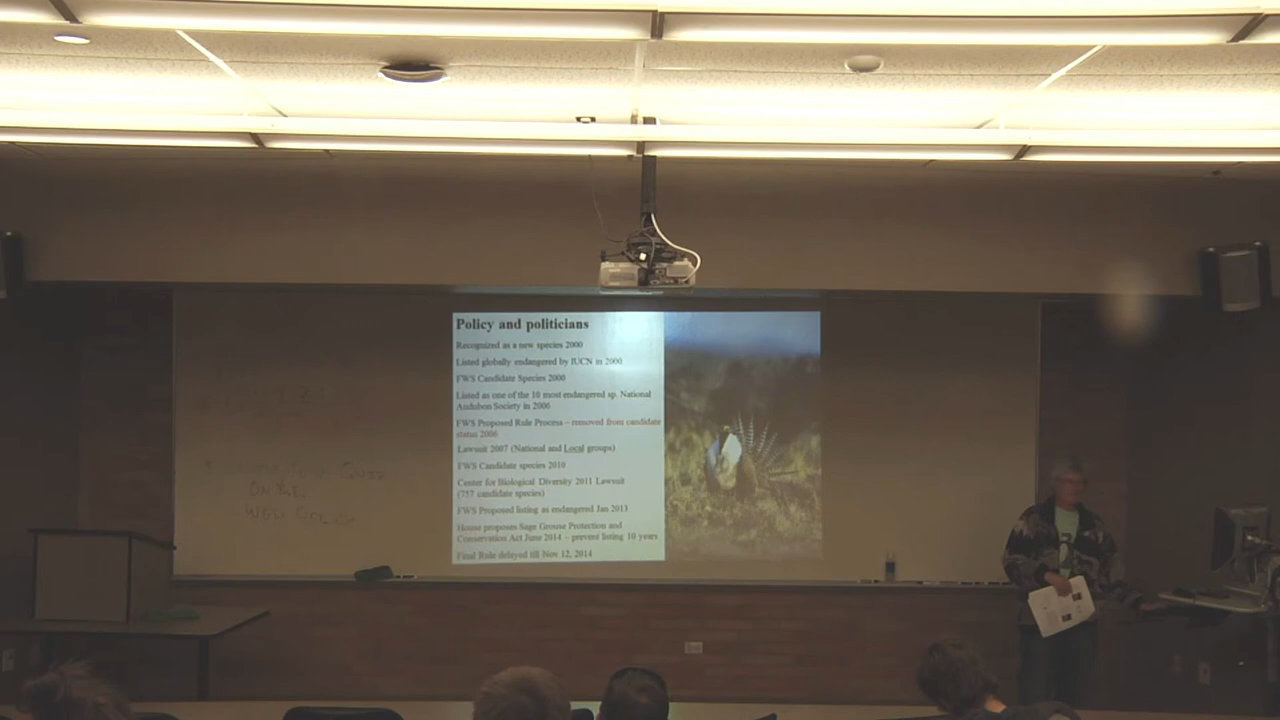 Policy and politicians
Recognized as a new species 2000
Listed globally endangered by IUCN in 2000
FWS Candidate Species 2000
Listed as one of the 10 most endangered sp. National
Audubon Society in 2006
FWS Proposed Rule Process – removed from candidate
status 2006
Lawsuit 2007 (National and Local groups)
FWS Candidate species 2010
Center for Biological Diversity 2011 Lawsuit
(757 candidate species)
FWS Proposed listing as endangered Jan 2013
House proposes Sage Grouse Protection and
Conservation Act June 2014 – prevent listing 10 years
Final Rule delayed till Nov 12, 2014
Quiz